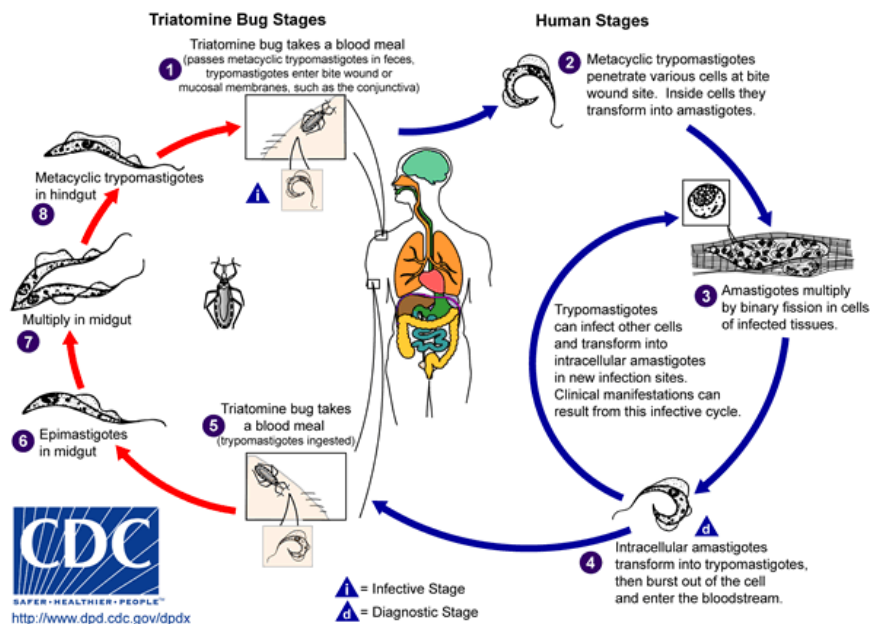 Triatomine Bug Stages
Human Stages
1
Triatomine bug takes a blood meal
(passes metacyclic trypomastigotes in feces,
trypomastigotes enter bite wound or
mucosal membranes, such as the conjunctiva)
i
2
Metacyclic trypomastigotes
penetrate various cells at bite
wound site. Inside cells they
transform into amastigotes.
3
Amastigotes multiply
by binary fission in cells
of infected tissues.
Trypomastigotes
can infect other cells
and transform into
intracellular amastigotes
in new infection sites.
Clinical manifestations can
result from this infective cycle.
d
4
Intracellular amastigotes
transform into trypomastigotes,
then burst out of the cell
and enter the bloodstream.
5
Triatomine bug takes
a blood meal
(trypomastigotes ingested)
6
Epimastigotes
in midgut
Multiply in midgut
7
Metacyclic trypomastigotes
in hindgut
8
i = Infective Stage
d = Diagnostic Stage
CDC
SAFER•HEALTHIER•PEOPLE™
http://www.dpd.cdc.gov/dpdx